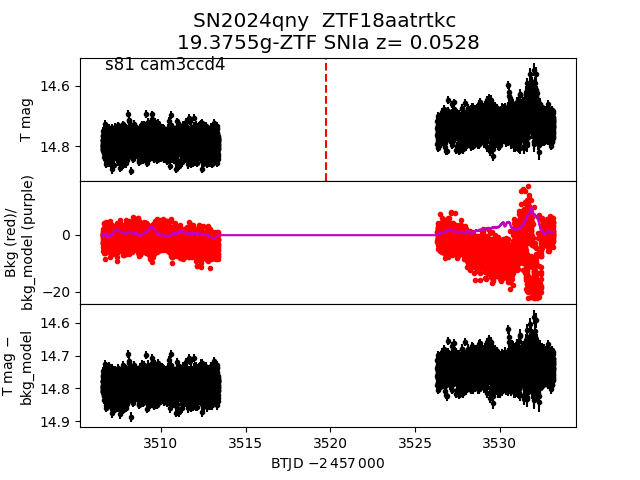 SN2024qny  ZTF18aatrtkc
19.3755g-ZTF SNIa z= 0.0528
s81 cam3ccd4
T mag
14.6
14.8
Bkg (red)/
bkg_model (purple)
0
−20
T mag −
bkg_model
14.6
14.7
14.8
14.9
3510
3515
3520
3525
3530
BTJD −2 457 000